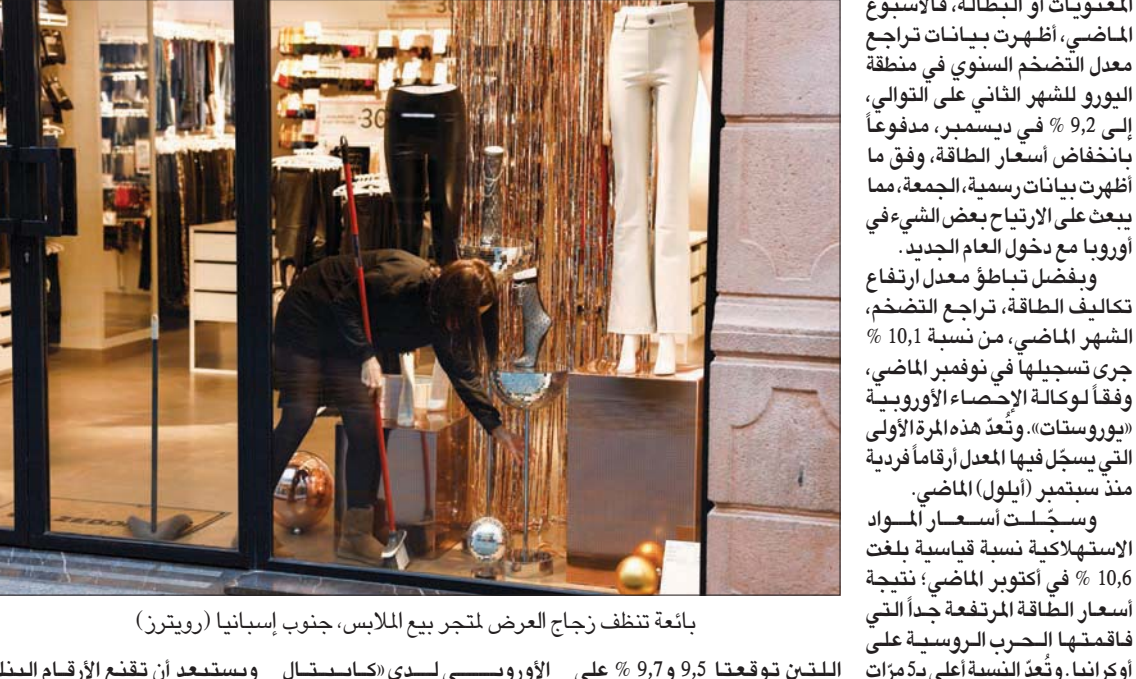 المعنويات أو البطالة، فالأسبوع
الماضي، أظهرت بيانات تراجع
معدل التضخم السنوي في منطقة
اليورو للشهر الثاني على التوالي،
إلى 9,2 % في ديسمبر، مدفوعاً
بانخفاض أسعار الطاقة، وفق ما
أظهرت بيانات رسمية، الجمعة، مما
يبعث على الارتياح بعض الشيء في
أوروبا مع دخول العام الجديد.
وبفضل تباطؤ معدل ارتفاع
تكاليف الطاقة، تراجع التضخم،
الشهر الماضي، من نسبة 10,1 %
جرى تسجيلها في نوفمبر الماضي،
وفقاً لوكالة الإحصاء الأوروبية
«يوروستات». وتُعدّ هذه المرة الأولى
التي يسجّل فيها المعدل أرقاماً فردية
منذ سبتمبر (أيلول) الماضي.
وسجّلت أسعار المواد
الاستهلاكية نسبة قياسية بلغت
10,6 % في أكتوبر الماضي؛ نتيجة
أسعار الطاقة المرتفعة جداً التي
فاقمتها الحرب الروسية على
أوكرانيا. وتُعدّ النسبة أعلى بـ5 مرّات
-30
بائعة تنظف زجاج العرض لمتجر بيع الملابس، جنوب إسبانيا (رويترز)
اللتين توقعتا 9,5 و9,7 % على
الأوروبي لدى «كابيتال
ويستبعد أن تقنع الأرقام